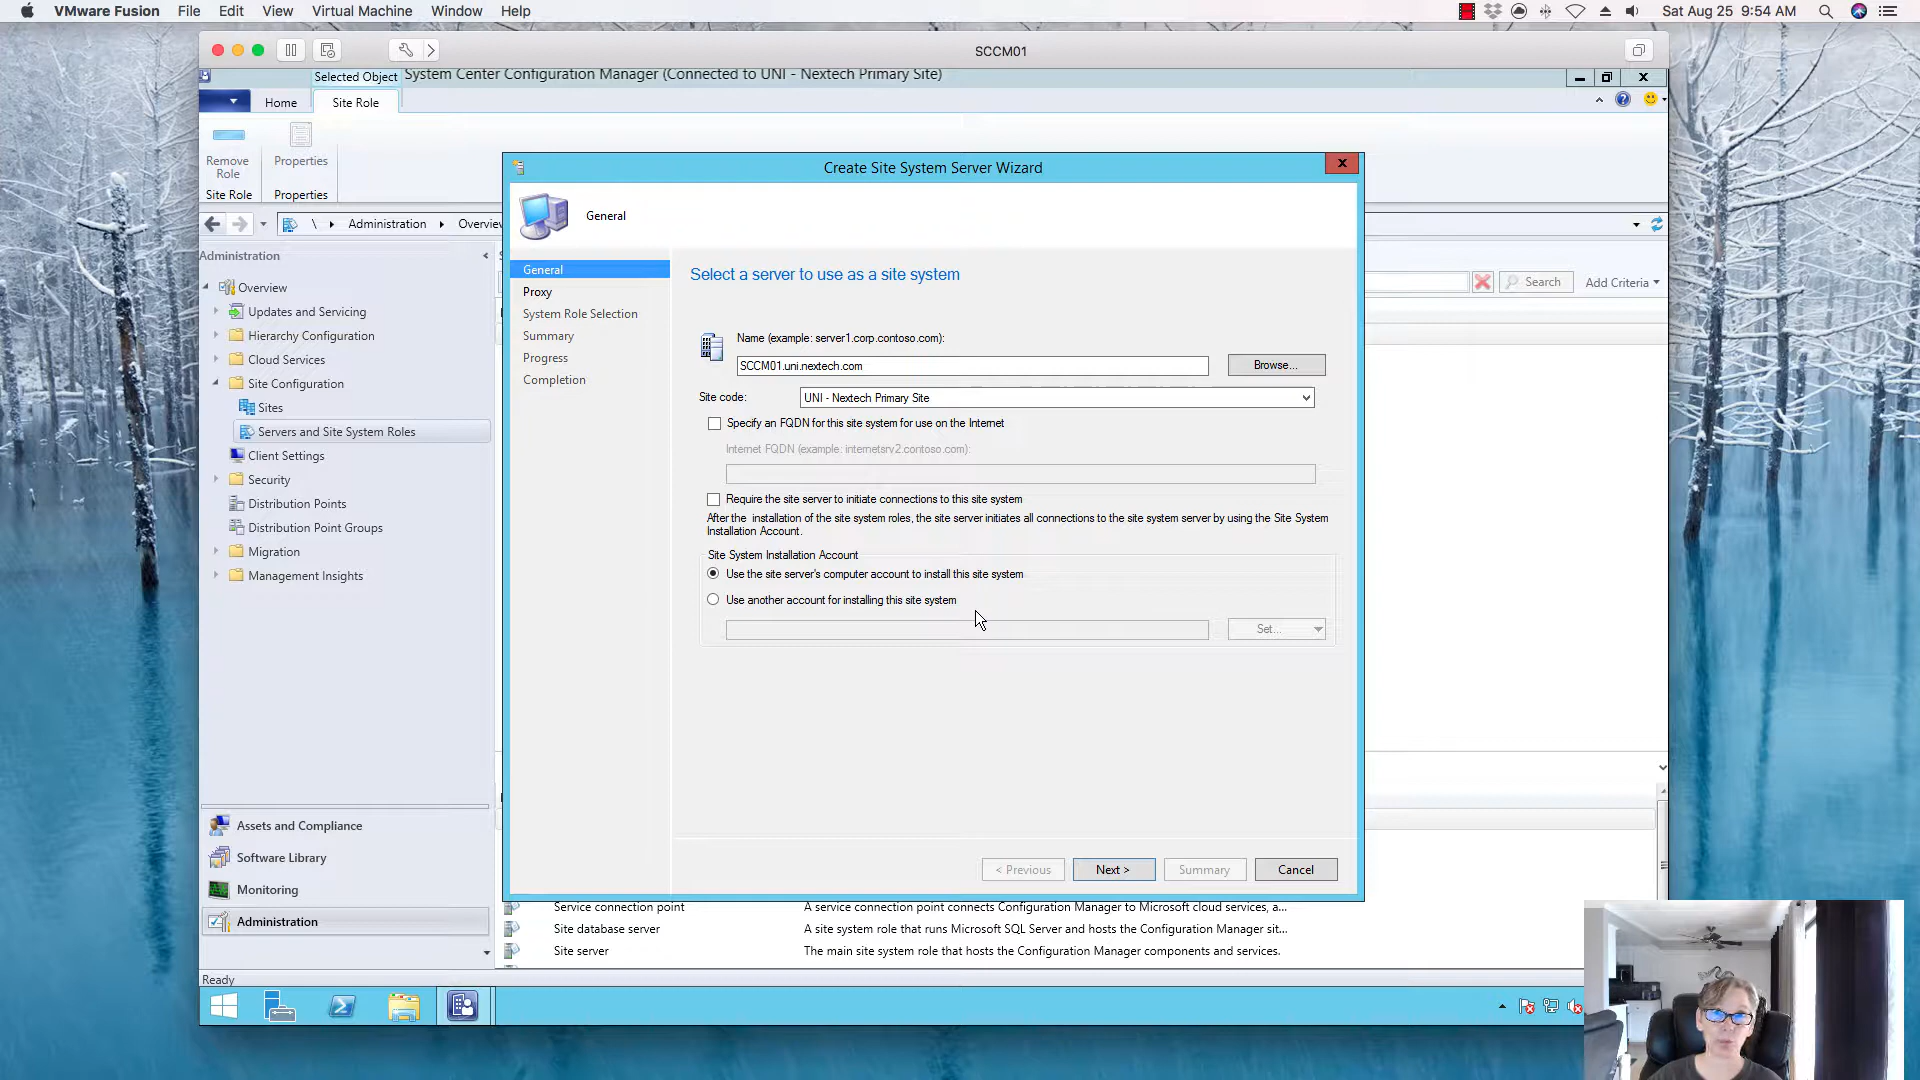 VMware Fusion File Edit View Virtual Machine Window Help Sat Aug 25 9:54 AM
SCCM01
Selected Object System Center Configuration Manager (Connected to UNI - Nextech Primary Site)
Home Site Role
Remove Role Properties
Site Role Properties
\ Administration Overview
Administration
Overview
Updates and Servicing
Hierarchy Configuration
Cloud Services
Site Configuration
Sites
Servers and Site System Roles
Client Settings
Security
Distribution Points
Distribution Point Groups
Migration
Management Insights
Assets and Compliance
Software Library
Monitoring
Administration
Ready
Search Add Criteria
Create Site System Server Wizard
General
General
Proxy
System Role Selection
Summary
Progress
Completion
Select a server to use as a site system
Name (example: server1.corp.contoso.com):
SCCM01.uni.nextech.com Browse...
Site code: UNI - Nextech Primary Site
Specify an FQDN for this site system for use on the Internet
Internet FQDN (example: internetsrv2.contoso.com):
Require the site server to initiate connections to this site system
After the installation of the site system roles, the site server initiates all connections to the site system server by using the Site System
Installation Account.
Site System Installation Account
Use the site server's computer account to install this site system
Use another account for installing this site system
Set...
< Previous Next > Summary Cancel
Service connection point A service connection point connects Configuration Manager to Microsoft cloud services, a...
Site database server A site system role that runs Microsoft SQL Server and hosts the Configuration Manager sit...
Site server The main site system role that hosts the Configuration Manager components and services.